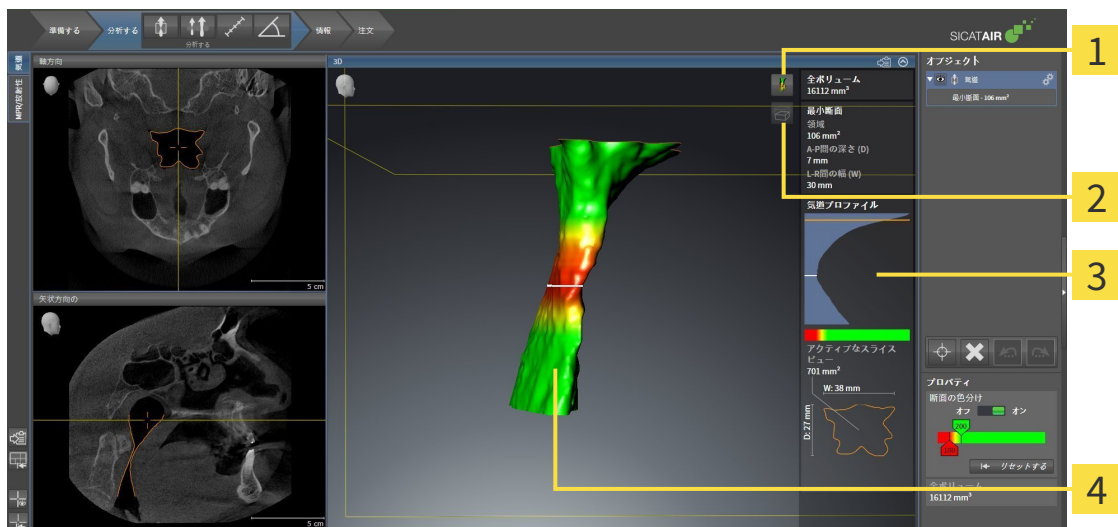 準備する
分析する
分析する
情報
注文
SICATAIR
気道
MPR/放射性
軸方向
5 cm
矢状方向の
5 cm
3D
全ボリューム
16112 mm³
最小断面
領域
106 mm²
A-P間の深さ (D)
7 mm
L-R間の幅 (W)
30 mm
気道プロファイル
アクティブなスライス
ビュー
701 mm²
W: 38 mm
D: 27 mm
オブジェクト
気道
最小断面 - 106 mm²
プロパティ
断面の色分け
オフ
オン
200
100
リセットする
全ボリューム
16112 mm³
1
2
3
4